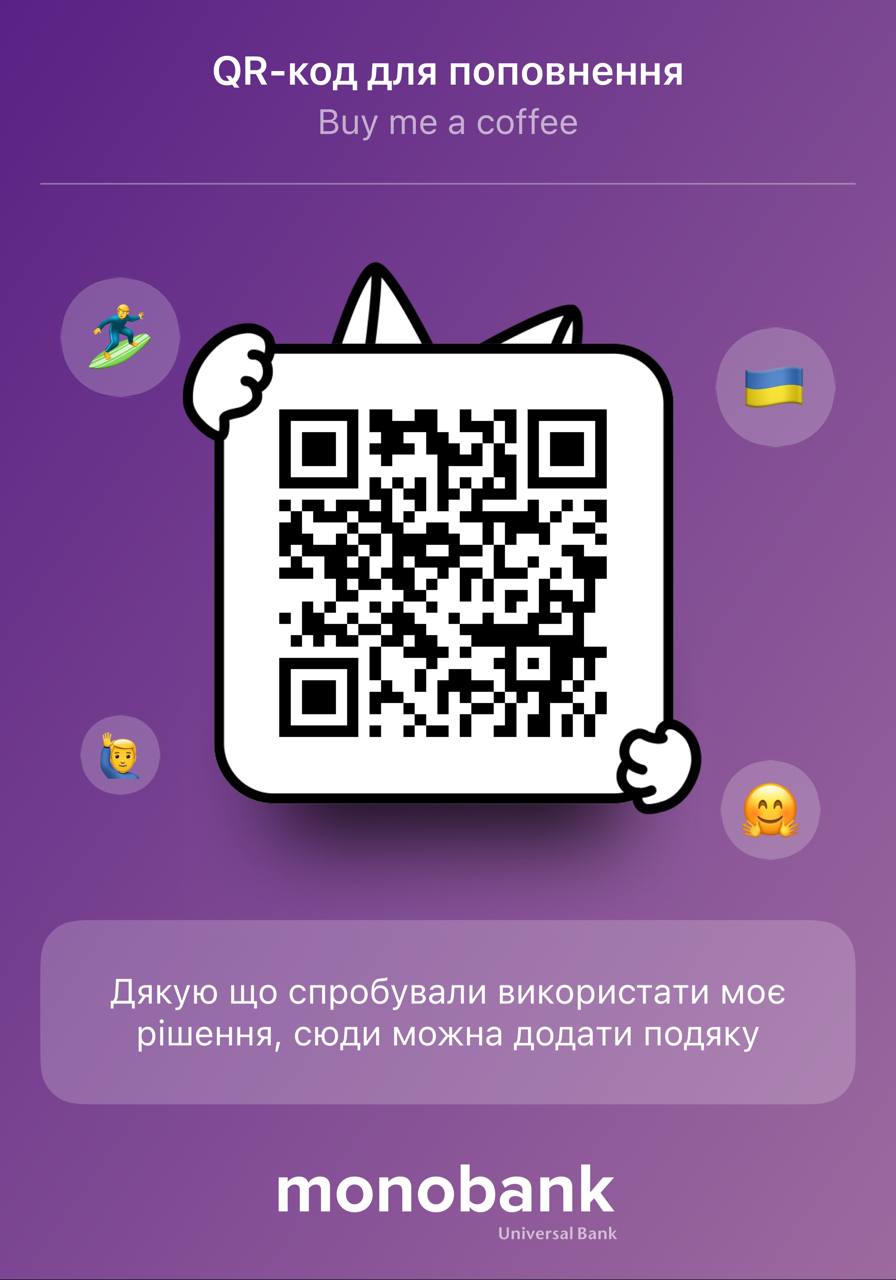 QR-код для поповнення
Buy me a coffee
Дякую що спробували використати моє
рішення, сюди можна додати подяку
monobank
Universal Bank